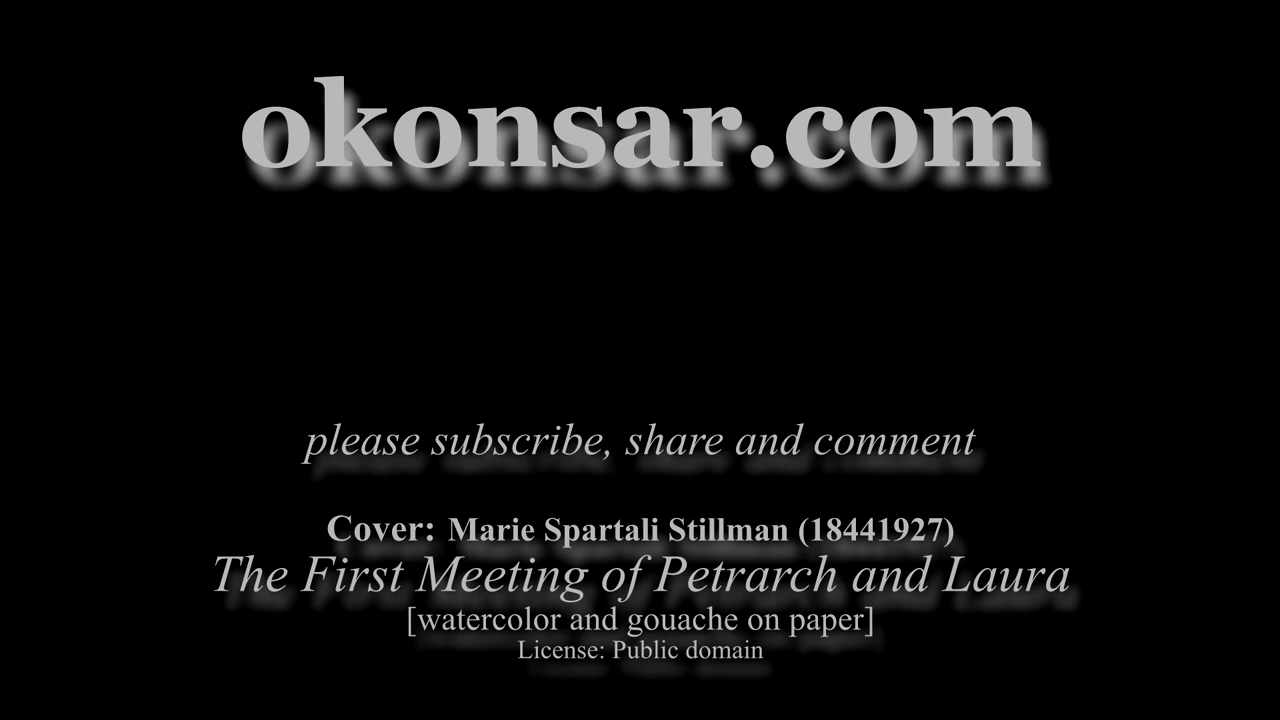 okonsar.com
please subscribe, share and comment
Cover: Marie Spartali Stillman (18441927)
The First Meeting of Petrarch and Laura
[watercolor and gouache on paper]
License: Public domain